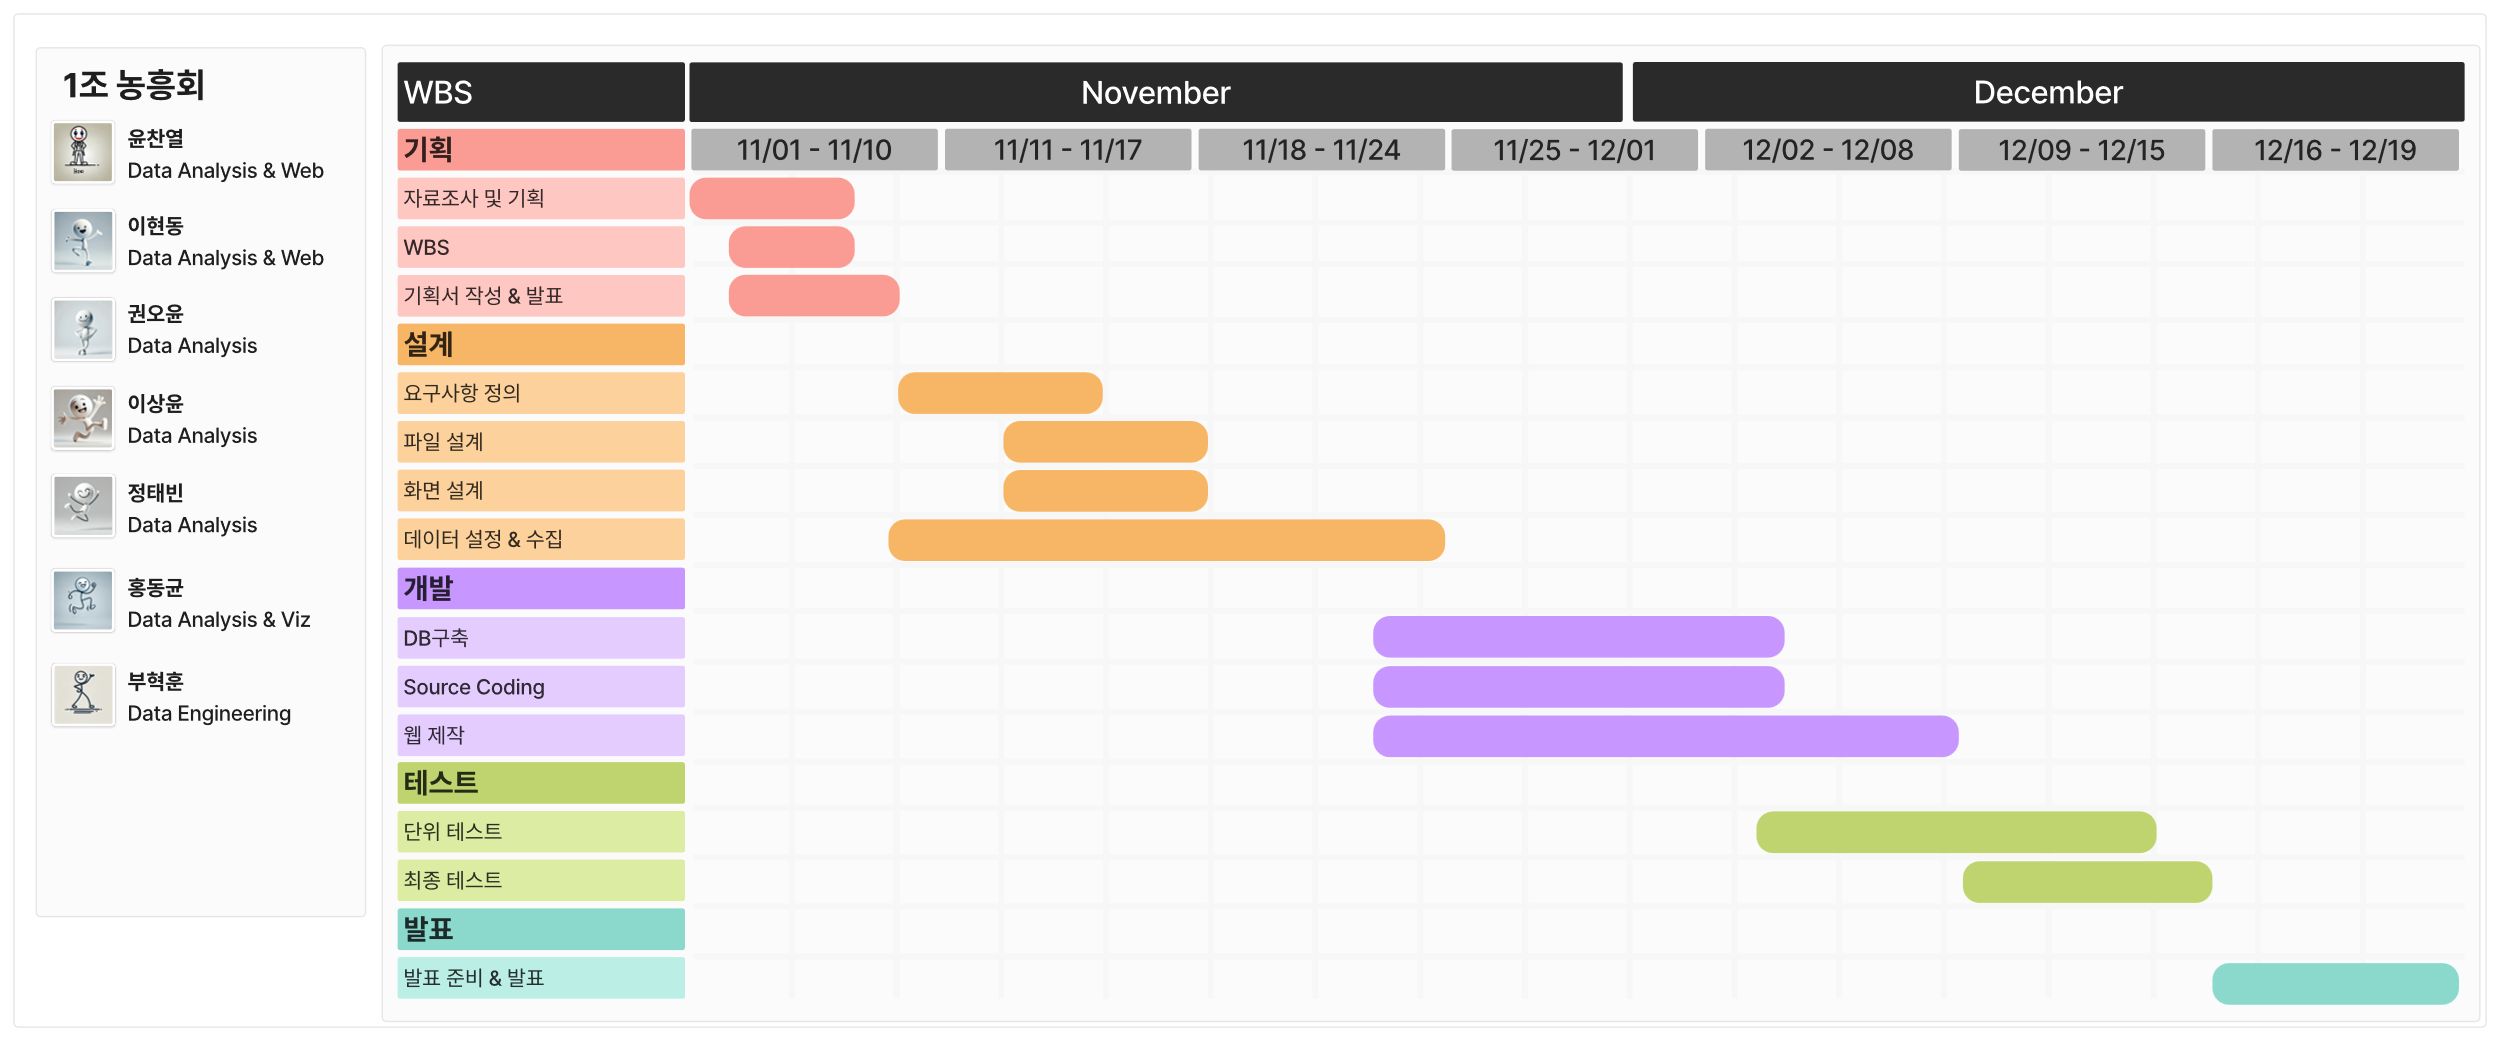 1조 농흥회
윤찬열
Data Analysis & Web
이현동
Data Analysis & Web
권오윤
Data Analysis
이상윤
Data Analysis
정태빈
Data Analysis
홍동균
Data Analysis & Viz
부혁훈
Data Engineering
WBS
November
December
기획
11/01 - 11/10
11/11 - 11/17
11/18 - 11/24
11/25 - 12/01
12/02 - 12/08
12/09 - 12/15
12/16 - 12/19
자료조사 및 기획
WBS
기획서 작성 & 발표
설계
요구사항 정의
파일 설계
화면 설계
데이터 설정 & 수집
개발
DB구축
Source Coding
웹 제작
테스트
단위 테스트
최종 테스트
발표
발표 준비 & 발표